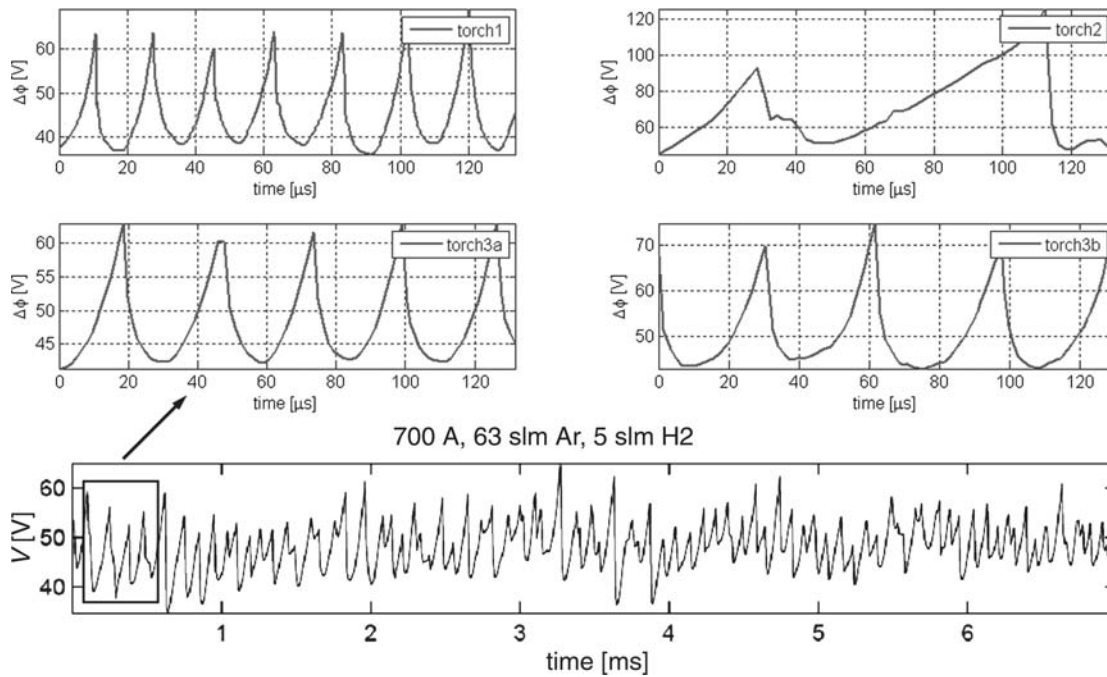 60
50
40
Δϕ [V]
torch1
0 20 40 60 80 100 120
time [μs]
120
100
80
60
Δϕ [V]
torch2
0 20 40 60 80 100 120
time [μs]
60
55
50
45
Δϕ [V]
torch3a
0 20 40 60 80 100 120
time [μs]
70
60
50
Δϕ [V]
torch3b
0 20 40 60 80 100 120
time [μs]
700 A, 63 slm Ar, 5 slm H2
60
50
40
V [V]
1 2 3 4 5 6
time [ms]